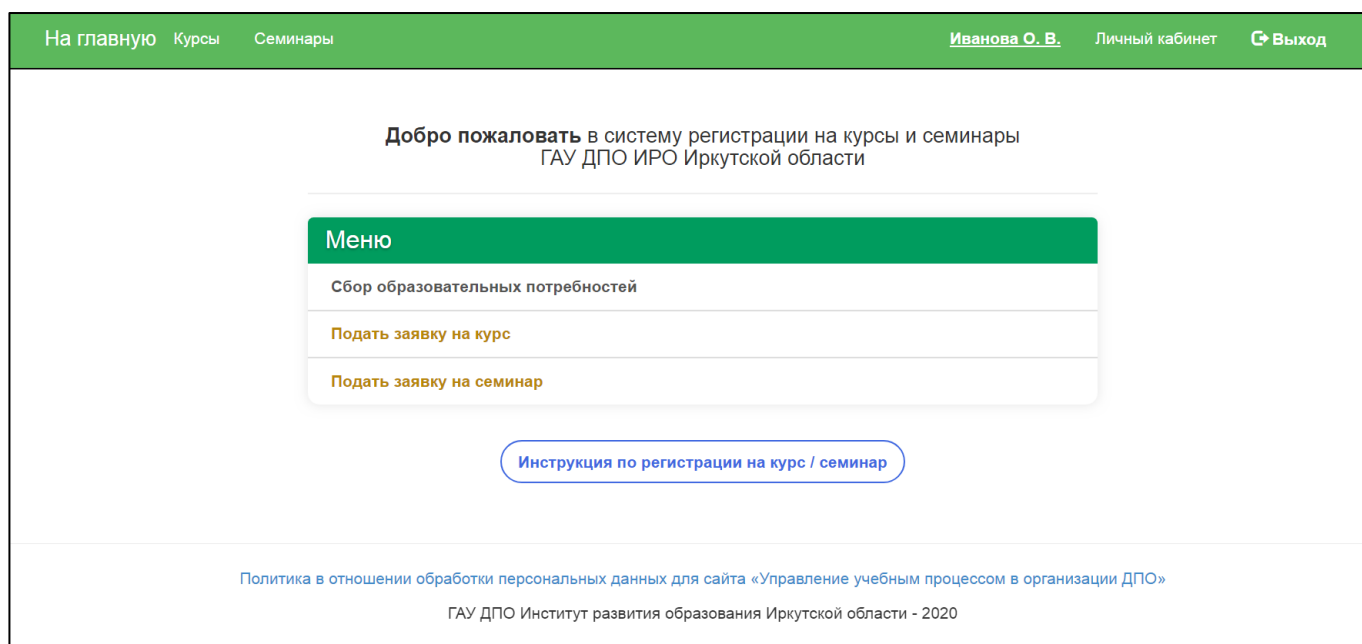 На главную Курсы Семинары Иванова О. В. Личный кабинет Выход
Добро пожаловать в систему регистрации на курсы и семинары
ГАУ ДПО ИРО Иркутской области
Меню
Сбор образовательных потребностей
Подать заявку на курс
Подать заявку на семинар
Инструкция по регистрации на курс / семинар
Политика в отношении обработки персональных данных для сайта «Управление учебным процессом в организации ДПО»
ГАУ ДПО Институт развития образования Иркутской области - 2020